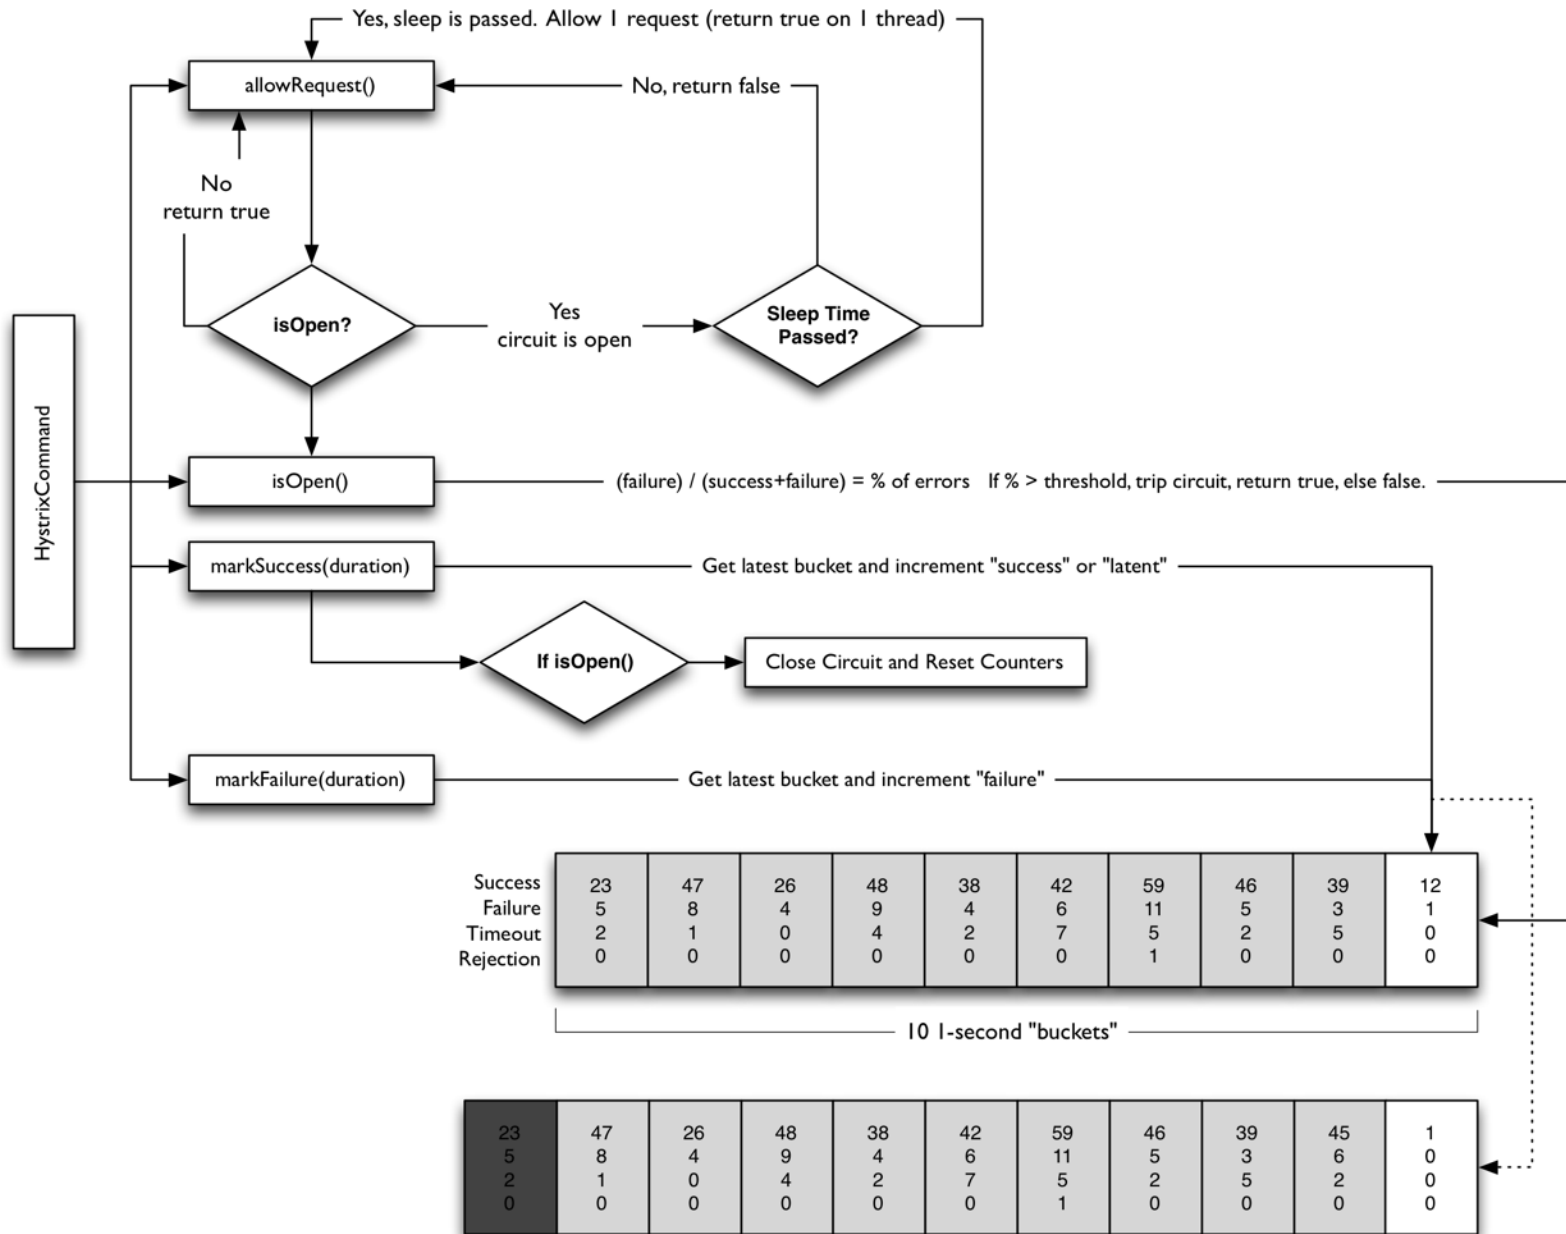 Yes, sleep is passed. Allow 1 request (return true on 1 thread)
allowRequest()
No, return false
No
return true
isOpen?
Yes
circuit is open
Sleep Time
Passed?
HystrixCommand
isOpen()
(failure) / (success+failure) = % of errors If % > threshold, trip circuit, return true, else false.
markSuccess(duration)
Get latest bucket and increment "success" or "latent"
If isOpen()
Close Circuit and Reset Counters
markFailure(duration)
Get latest bucket and increment "failure"
Success 23 47 26 48 38 42 59 46 39 12
Failure 5 8 4 9 4 6 11 5 3 1
Timeout 2 1 0 4 2 7 5 2 5 0
Rejection 0 0 0 0 0 0 1 0 0 0
10 1-second "buckets"
23 47 26 48 38 42 59 46 39 45 1
5 8 4 9 4 6 11 5 3 6 0
2 1 0 4 2 7 5 2 5 2 0
0 0 0 0 0 0 1 0 0 0 0